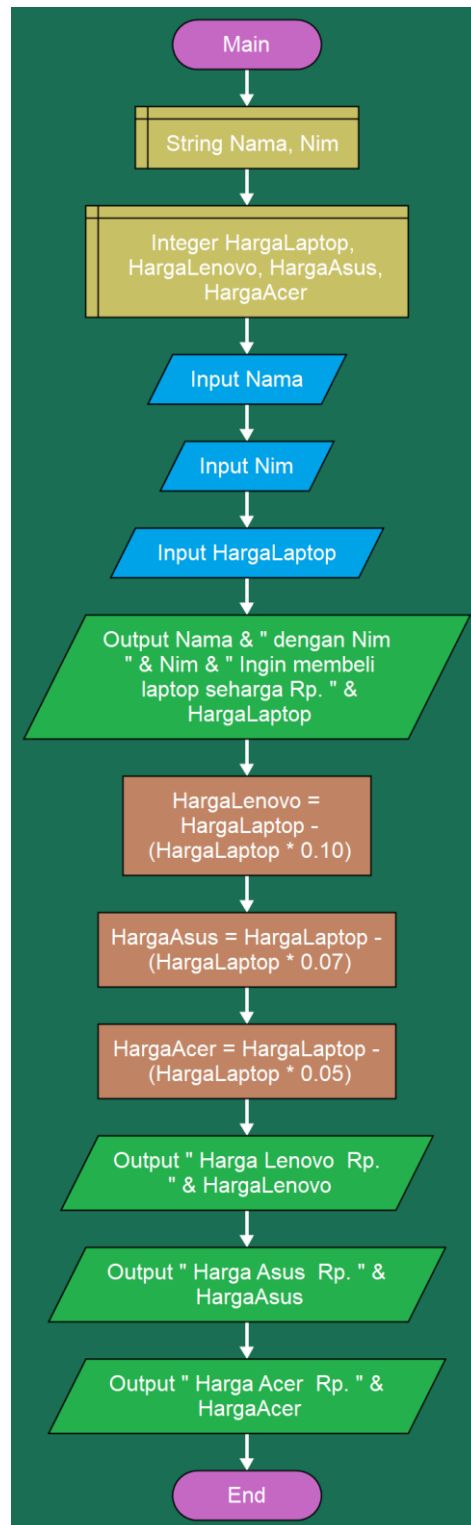 Main
String Nama, Nim
Integer HargaLaptop,
HargaLenovo, HargaAsus,
HargaAcer
Input Nama
Input Nim
Input HargaLaptop
Output Nama & " dengan Nim
" & Nim & " Ingin membeli
laptop seharga Rp. " &
HargaLaptop
HargaLenovo =
HargaLaptop -
(HargaLaptop * 0.10)
HargaAsus = HargaLaptop -
(HargaLaptop * 0.07)
HargaAcer = HargaLaptop -
(HargaLaptop * 0.05)
Output " Harga Lenovo  Rp.
" & HargaLenovo
Output " Harga Asus  Rp. " &
HargaAsus
Output " Harga Acer  Rp. " &
HargaAcer
End